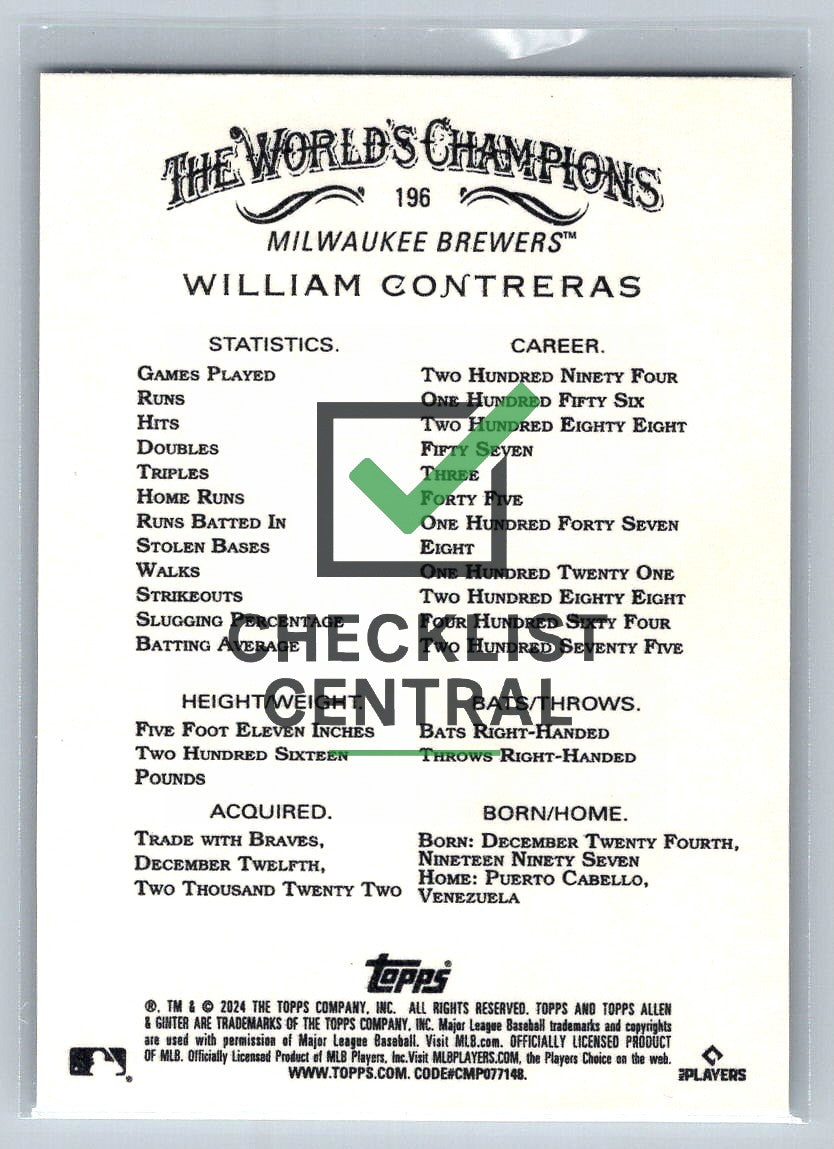 THE WORLD'S CHAMPIONS
196
MILWAUKEE BREWERS™
WILLIAM CONTRERAS
STATISTICS. CAREER.
GAMES PLAYED TWO HUNDRED NINETY FOUR
RUNS ONE HUNDRED FIFTY SIX
HITS TWO HUNDRED EIGHTY EIGHT
DOUBLES FIFTY SEVEN
TRIPLES THREE
HOME RUNS FORTY FIVE
RUNS BATTED IN ONE HUNDRED FORTY SEVEN
STOLEN BASES EIGHT
WALKS ONE HUNDRED TWENTY ONE
STRIKEOUTS TWO HUNDRED EIGHTY EIGHT
SLUGGING PERCENTAGE FOUR HUNDRED SIXTY FOUR
BATTING AVERAGE TWO HUNDRED SEVENTY FIVE
CHECKLIST
CENTRAL
HEIGHT/WEIGHT.
FIVE FOOT ELEVEN INCHES
TWO HUNDRED SIXTEEN
POUNDS
BATS/THROWS.
BATS RIGHT-HANDED
THROWS RIGHT-HANDED
ACQUIRED.
TRADE WITH BRAVES,
DECEMBER TWELFTH,
TWO THOUSAND TWENTY TWO
BORN/HOME.
BORN: DECEMBER TWENTY FOURTH,
NINETEEN NINETY SEVEN
HOME: PUERTO CABELLO,
VENEZUELA
topps®
®, TM & © 2024 THE TOPPS COMPANY, INC. ALL RIGHTS RESERVED. TOPPS AND TOPPS ALLEN
& GINTER ARE TRADEMARKS OF THE TOPPS COMPANY, INC. Major League Baseball trademarks and copyrights
are used with permission of Major League Baseball. Visit MLB.com. OFFICIALLY LICENSED PRODUCT
OF MLB. Officially Licensed Product of MLB Players, Inc.Visit MLBPLAYERS.COM, the Players Choice on the web.
WWW.TOPPS.COM. CODE#CMP077148.
MLB PLAYERS